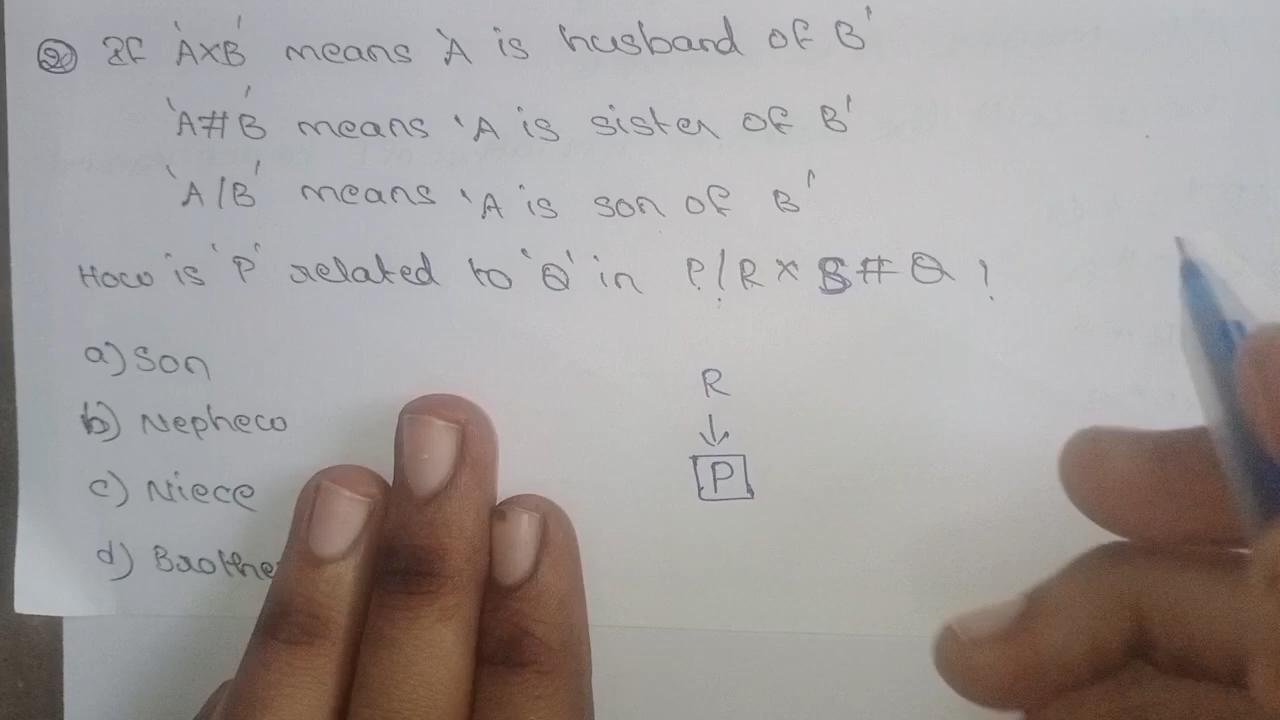 ② If 'A×B' means 'A is husband of B'
'A#B' means 'A is sister of B'
'A/B' means 'A is son of B'
How is 'P' related to 'Q' in P/R × S # Q ?
a) Son
b) Nephew
c) Niece
d) Brothe
R
↓
P